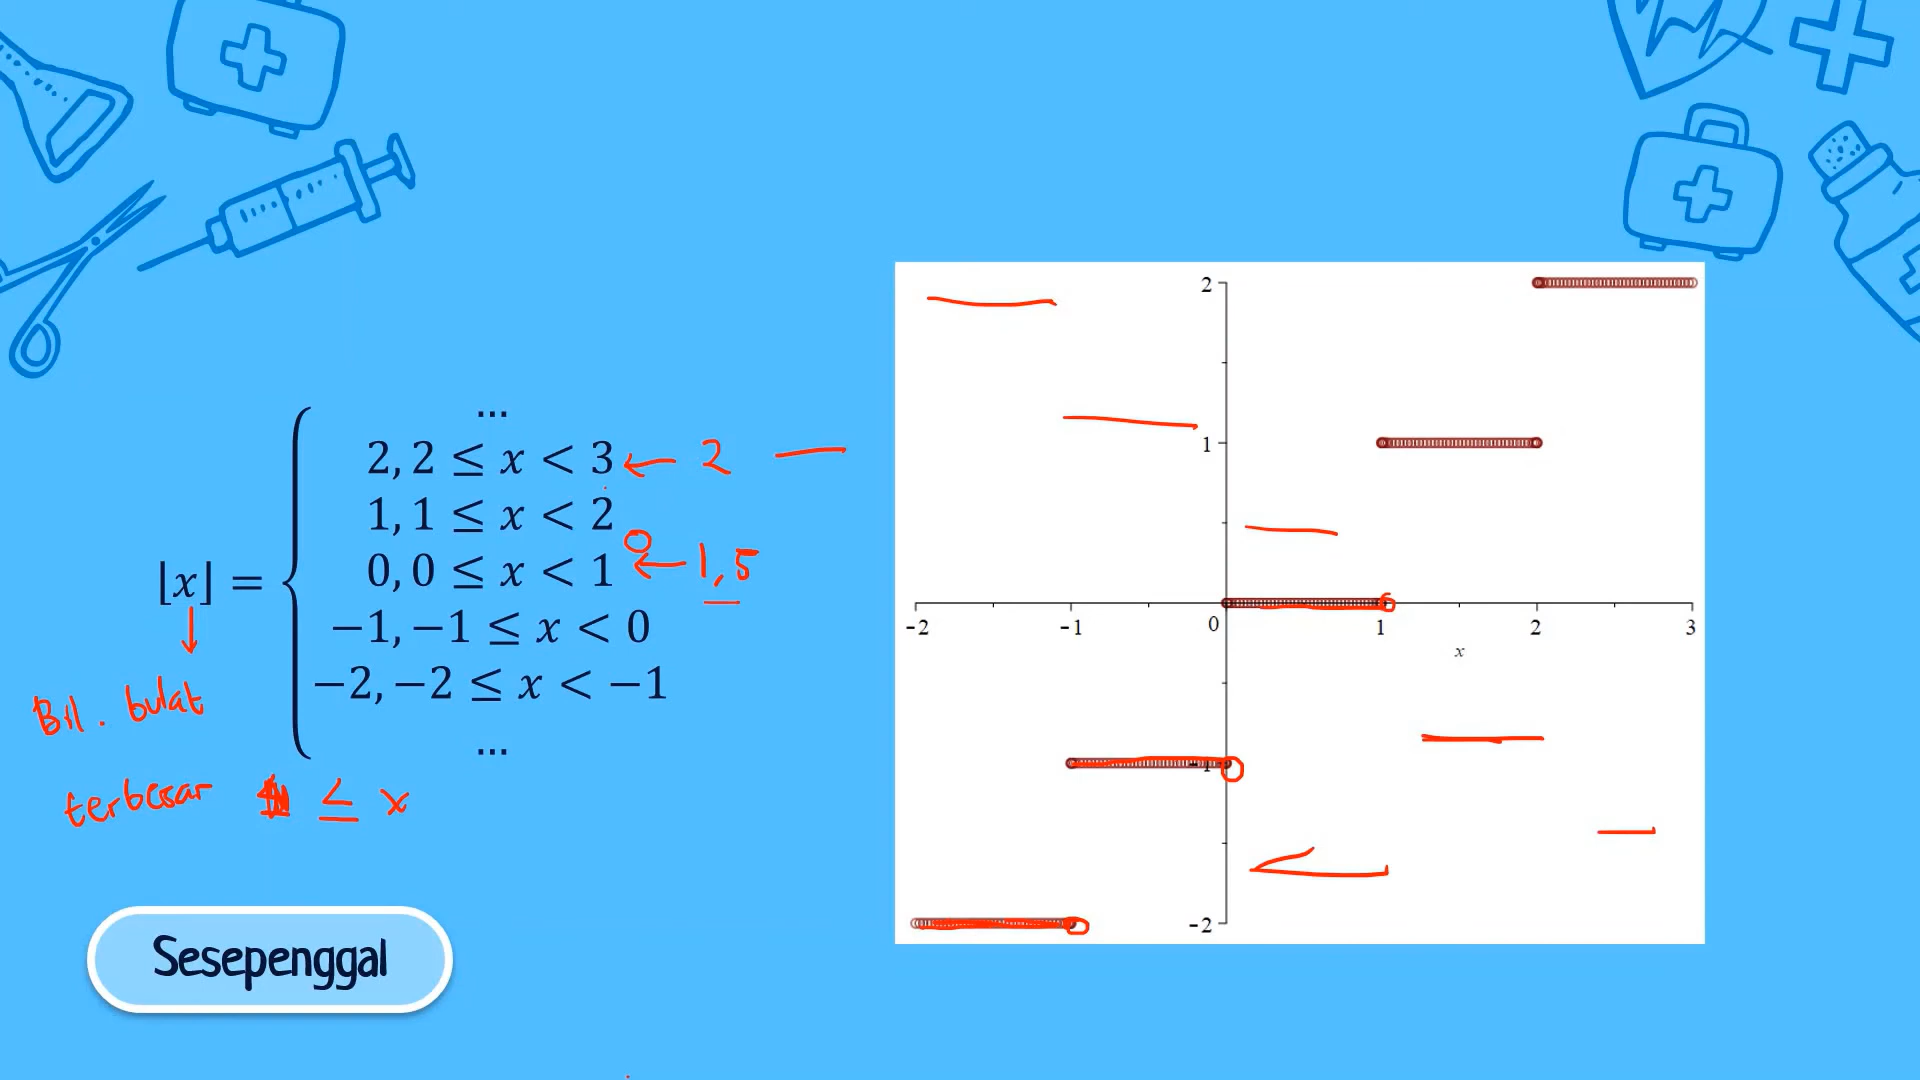 ...
2, 2 ≤ x < 3 ← 2 —
1, 1 ≤ x < 2
0, 0 ≤ x < 1 ← 1,5
⌊x⌋ =
−1, −1 ≤ x < 0
−2, −2 ≤ x < −1
...
Bil. bulat
terbesar ≤ x
Sesepenggal
2
1
-2 -1 0 1 2 3
x
-1
-2